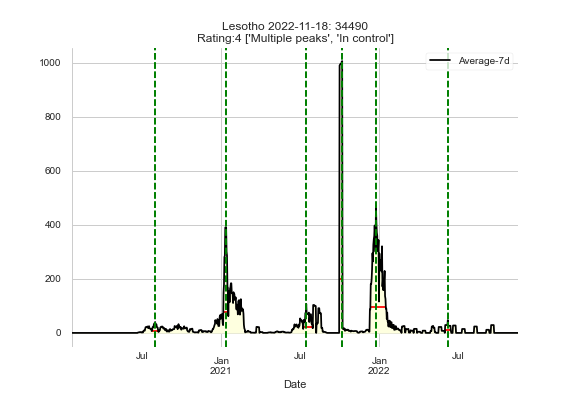 Lesotho 2022-11-18: 34490
Rating:4 ['Multiple peaks', 'In control']
Average-7d
1000
800
600
400
200
0
Jul
Jan
2021
Jul
Jan
2022
Jul
Date